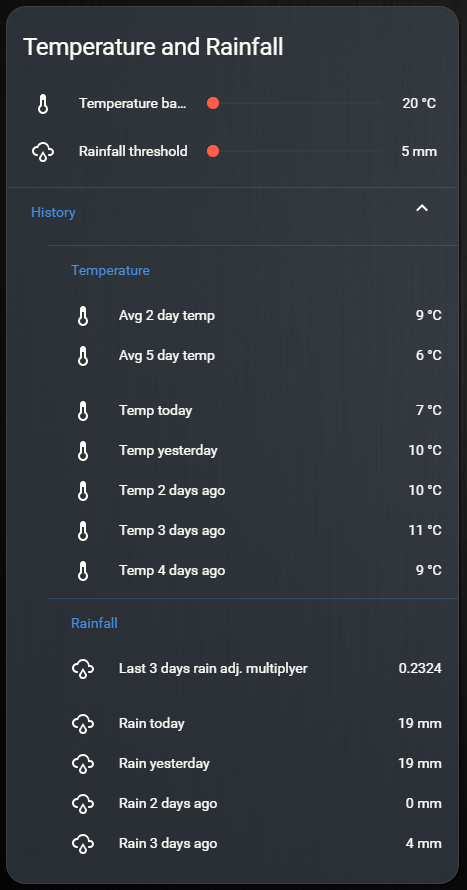 Temperature and Rainfall
Temperature ba... 20 °C
Rainfall threshold 5 mm
History
Temperature
Avg 2 day temp 9 °C
Avg 5 day temp 6 °C
Temp today 7 °C
Temp yesterday 10 °C
Temp 2 days ago 10 °C
Temp 3 days ago 11 °C
Temp 4 days ago 9 °C
Rainfall
Last 3 days rain adj. multiplyer 0.2324
Rain today 19 mm
Rain yesterday 19 mm
Rain 2 days ago 0 mm
Rain 3 days ago 4 mm